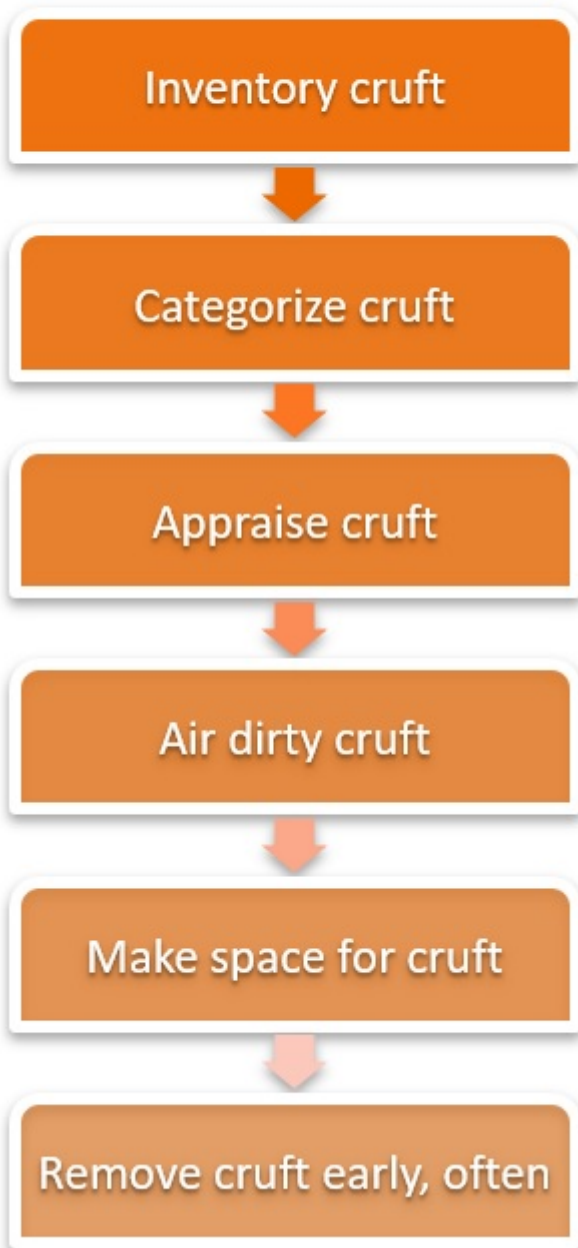 Inventory cruft
Categorize cruft
Appraise cruft
Air dirty cruft
Make space for cruft
Remove cruft early, often